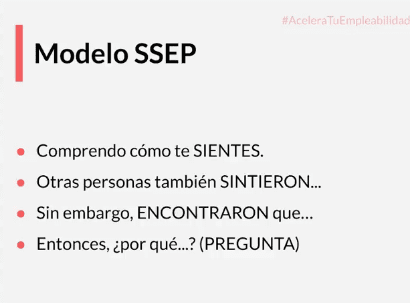 #AceleraTuEmpleabilidad
Modelo SSEP
• Comprendo cómo te SIENTES.
• Otras personas también SINTIERON...
• Sin embargo, ENCONTRARON que...
• Entonces, ¿por qué...? (PREGUNTA)